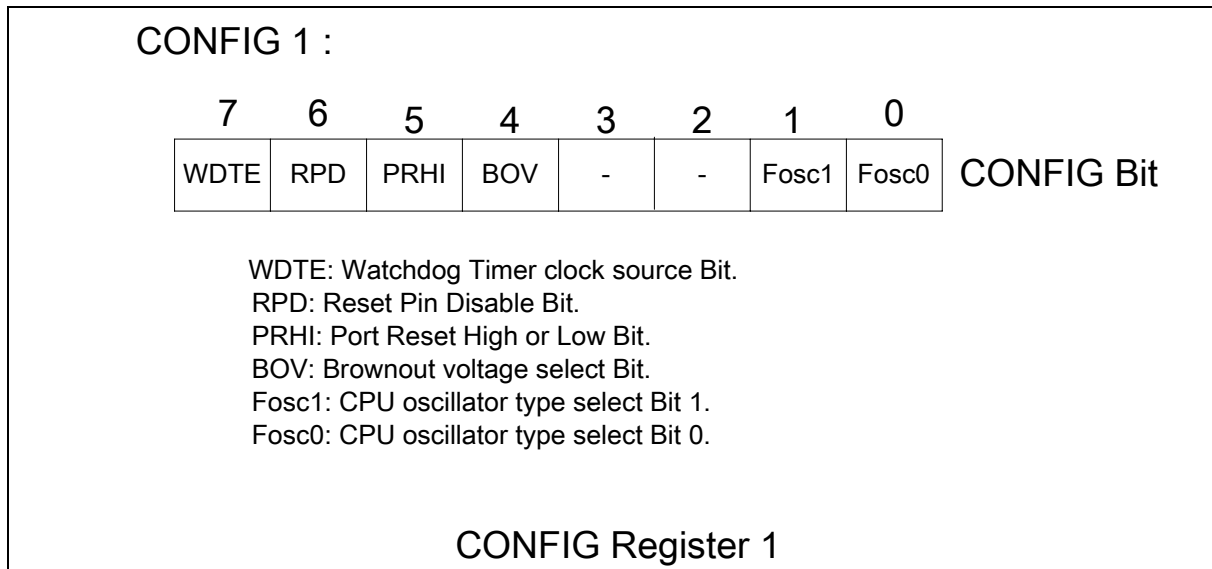 CONFIG 1 :
7 6 5 4 3 2 1 0
WDTE RPD PRHI BOV - - Fosc1 Fosc0 CONFIG Bit
WDTE: Watchdog Timer clock source Bit.
RPD: Reset Pin Disable Bit.
PRHI: Port Reset High or Low Bit.
BOV: Brownout voltage select Bit.
Fosc1: CPU oscillator type select Bit 1.
Fosc0: CPU oscillator type select Bit 0.
CONFIG Register 1